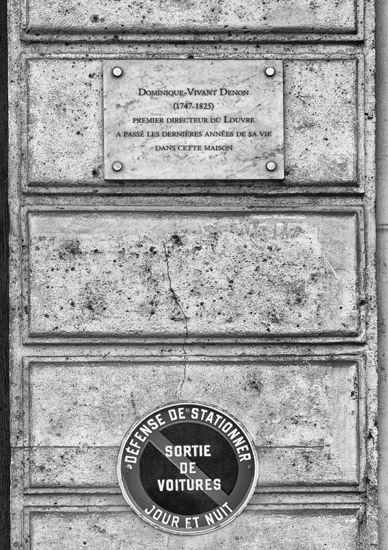 Dominique-Vivant Denon
(1747-1825)
premier directeur du Louvre
a passé les dernières années de sa vie
dans cette maison
DÉFENSE DE STATIONNER
SORTIE
DE
VOITURES
JOUR ET NUIT